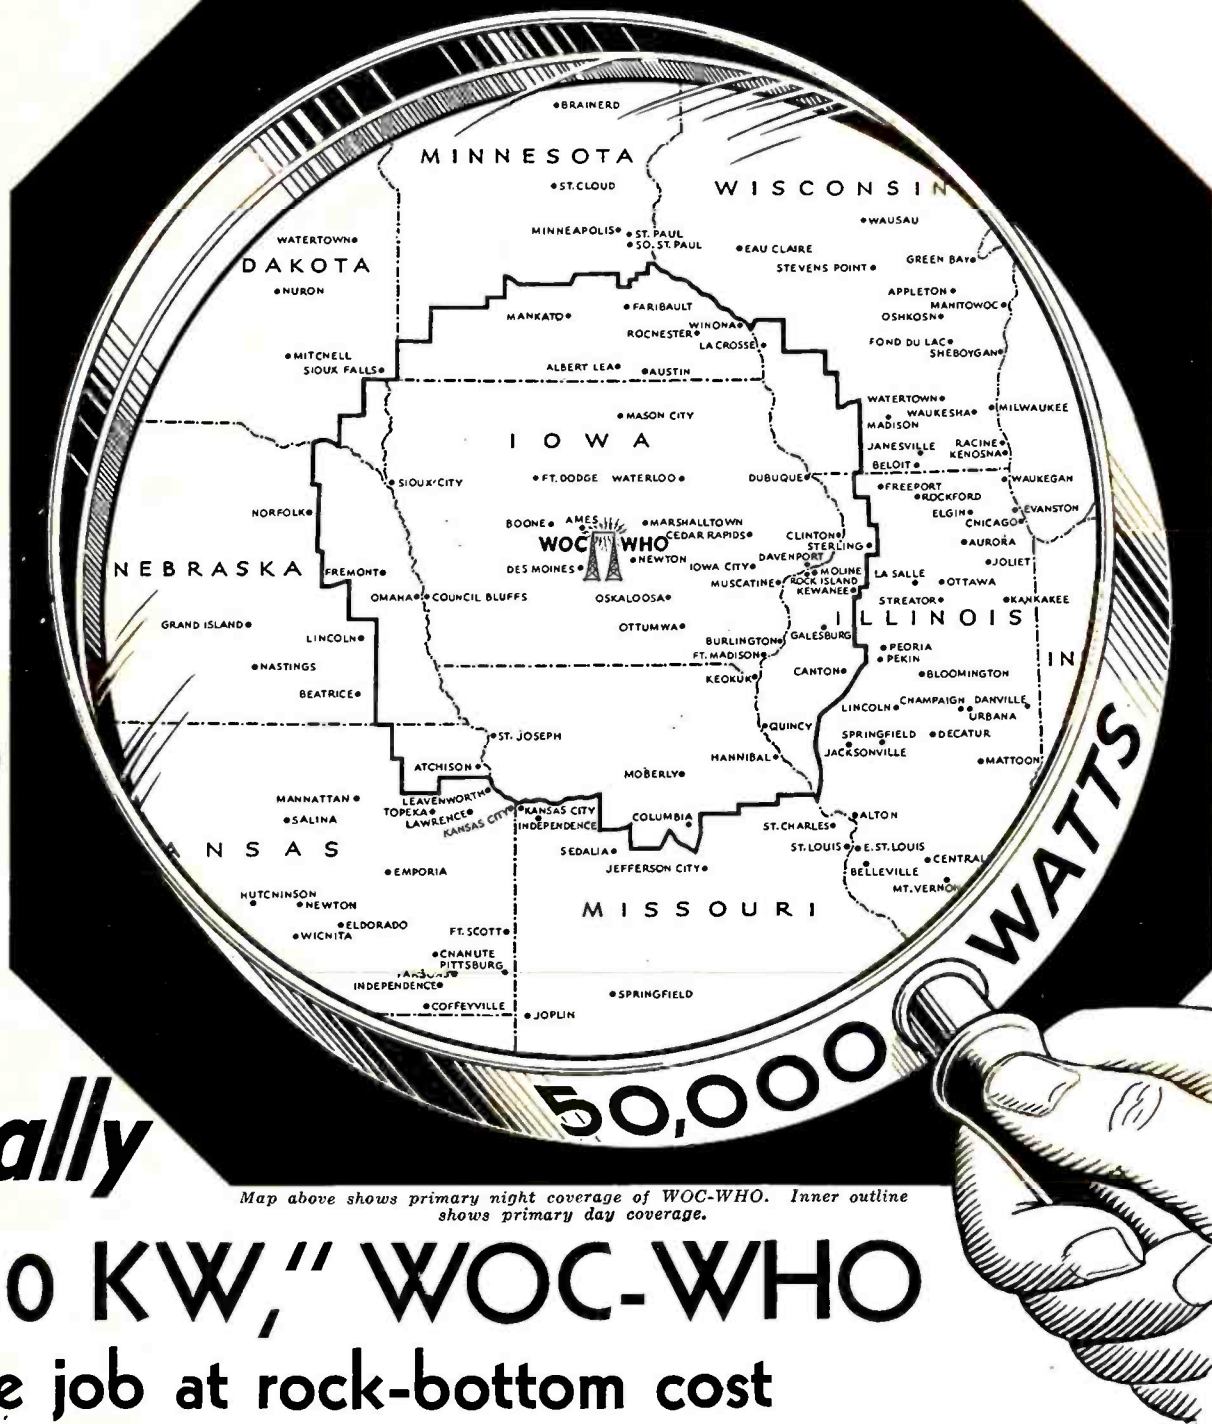 BRAINERD
MINNESOTA
WISCONSIN
ST. CLOUD
WAUSAU
MINNEAPOLIS
ST. PAUL
SO. ST. PAUL
WATERTOWN
EAU CLAIRE
DAKOTA
STEVENS POINT
GREEN BAY
NURON
APPLETON
MANITOWOC
OSHKOSN
MANKATO
FARIBAULT
WINONA
ROCNESTER
LA CROSSE
FOND DU LAC
SHEBOYGAN
MITCHELL
SIOUX FALLS
ALBERT LEA
AUSTIN
WATERTOWN
WAUKESHA
MILWAUKEE
MADISON
MASON CITY
IOWA
JANESVILLE
RACINE
KENOSNA
BELOIT
SIOUX CITY
FT. DODGE
WATERLOO
DUBUQUE
WAUKEGAN
FREEPORT
ROCKFORD
NORFOLK
ELGIN
EVANSTON
CNICAGO
BOONE
AMES
MARSHALLTOWN
CEDAR RAPIDS
CLINTON
STERLING
AURORA
WOC WHO
NEWTON
DAVENPORT
JOLIET
NEBRASKA
FREMONT
DES MOINES
IOWA CITY
MOLINE
ROCK ISLAND
LA SALLE
OTTAWA
MUSCATINE
KEWANEE
OMAHA
COUNCIL BLUFFS
OSKALOOSA
STREATOR
KANKAKEE
ILLINOIS
GRAND ISLAND
LINCOLN
OTTUMWA
BURLINGTON
GALESBURG
PEORIA
PEKIN
IN
FT. MADISON
NASTINGS
KEOKUK
CANTON
BLOOMINGTON
BEATRICE
LINCOLN
CHAMPAIGN
DANVILLE
URBANA
QUINCY
SPRINGFIELD
DECATUR
JACKSONVILLE
ST. JOSEPH
HANNIBAL
MATTOON
ATCHISON
MOBERLY
MANNATTAN
LEAVENWORTH
TOPEKA
LAWRENCE
KANSAS CITY
KANSAS CITY
INDEPENDENCE
COLUMBIA
SALINA
ST. CHARLES
ALTON
NSAS
SEDALIA
ST. LOUIS
E. ST. LOUIS
CENTRAL
JEFFERSON CITY
BELLEVILLE
MT. VERNON
EMPORIA
HUTCNINSON
NEWTON
MISSOURI
ELDORADO
WICNITA
FT. SCOTT
CNANUTE
PITTSBURG
INDEPENDENCE
SPRINGFIELD
COFFEYVILLE
JOPLIN
50,000 WATTS
ally
Map above shows primary night coverage of WOC-WHO. Inner outline
shows primary day coverage.
0 KW," WOC-WHO
e job at rock-bottom cost